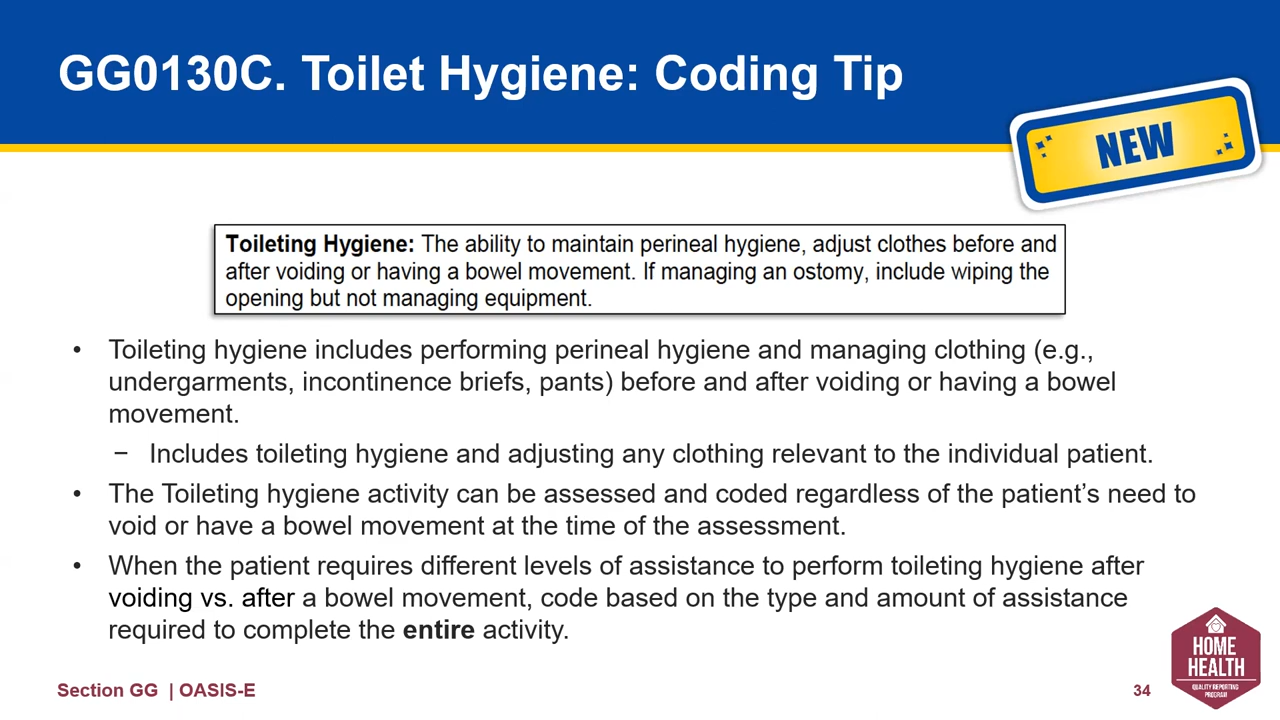 GG0130C. Toilet Hygiene: Coding Tip
NEW
Toileting Hygiene: The ability to maintain perineal hygiene, adjust clothes before and
after voiding or having a bowel movement. If managing an ostomy, include wiping the
opening but not managing equipment.
• Toileting hygiene includes performing perineal hygiene and managing clothing (e.g.,
undergarments, incontinence briefs, pants) before and after voiding or having a bowel
movement.
− Includes toileting hygiene and adjusting any clothing relevant to the individual patient.
• The Toileting hygiene activity can be assessed and coded regardless of the patient’s need to
void or have a bowel movement at the time of the assessment.
• When the patient requires different levels of assistance to perform toileting hygiene after
voiding vs. after a bowel movement, code based on the type and amount of assistance
required to complete the entire activity.
Section GG | OASIS-E
34
HOME
HEALTH
QUALITY REPORTING
PROGRAM